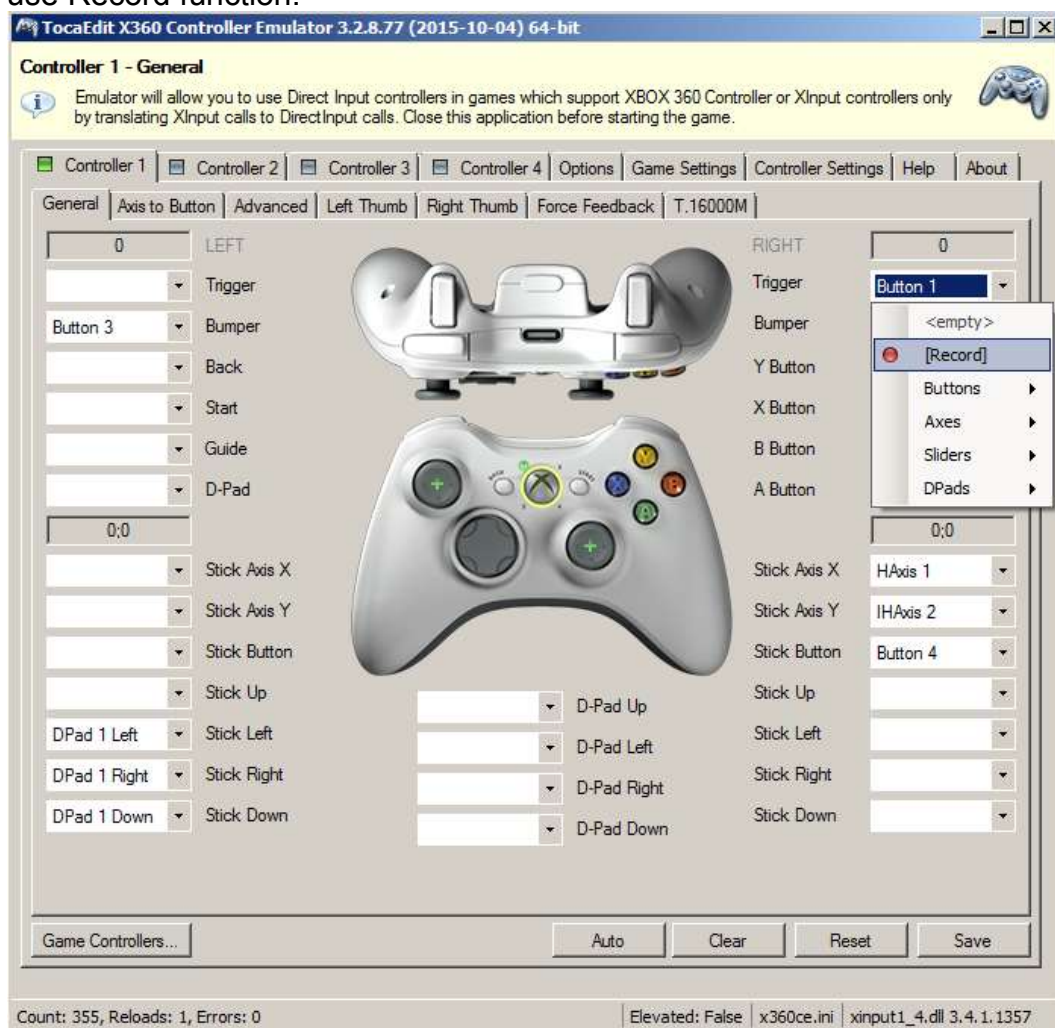 use Record function.
TocaEdit X360 Controller Emulator 3.2.8.77 (2015-10-04) 64-bit
Controller 1 - General
Emulator will allow you to use Direct Input controllers in games which support XBOX 360 Controller or XInput controllers only
by translating XInput calls to DirectInput calls. Close this application before starting the game.
Controller 1 Controller 2 Controller 3 Controller 4 Options Game Settings Controller Settings Help About
General Axis to Button Advanced Left Thumb Right Thumb Force Feedback T.16000M
0 LEFT RIGHT 0
Trigger Trigger Button 1
Button 3 Bumper Bumper <empty>
Back Y Button [Record]
Start X Button Buttons
Axes
Guide B Button Sliders
D-Pad A Button DPads
0;0 0;0
Stick Axis X Stick Axis X HAxis 1
Stick Axis Y Stick Axis Y IHAxis 2
Stick Button Stick Button Button 4
Stick Up D-Pad Up Stick Up
DPad 1 Left Stick Left D-Pad Left Stick Left
DPad 1 Right Stick Right D-Pad Right Stick Right
DPad 1 Down Stick Down D-Pad Down Stick Down
Game Controllers... Auto Clear Reset Save
Count: 355, Reloads: 1, Errors: 0 Elevated: False x360ce.ini xinput1_4.dll 3.4.1.1357